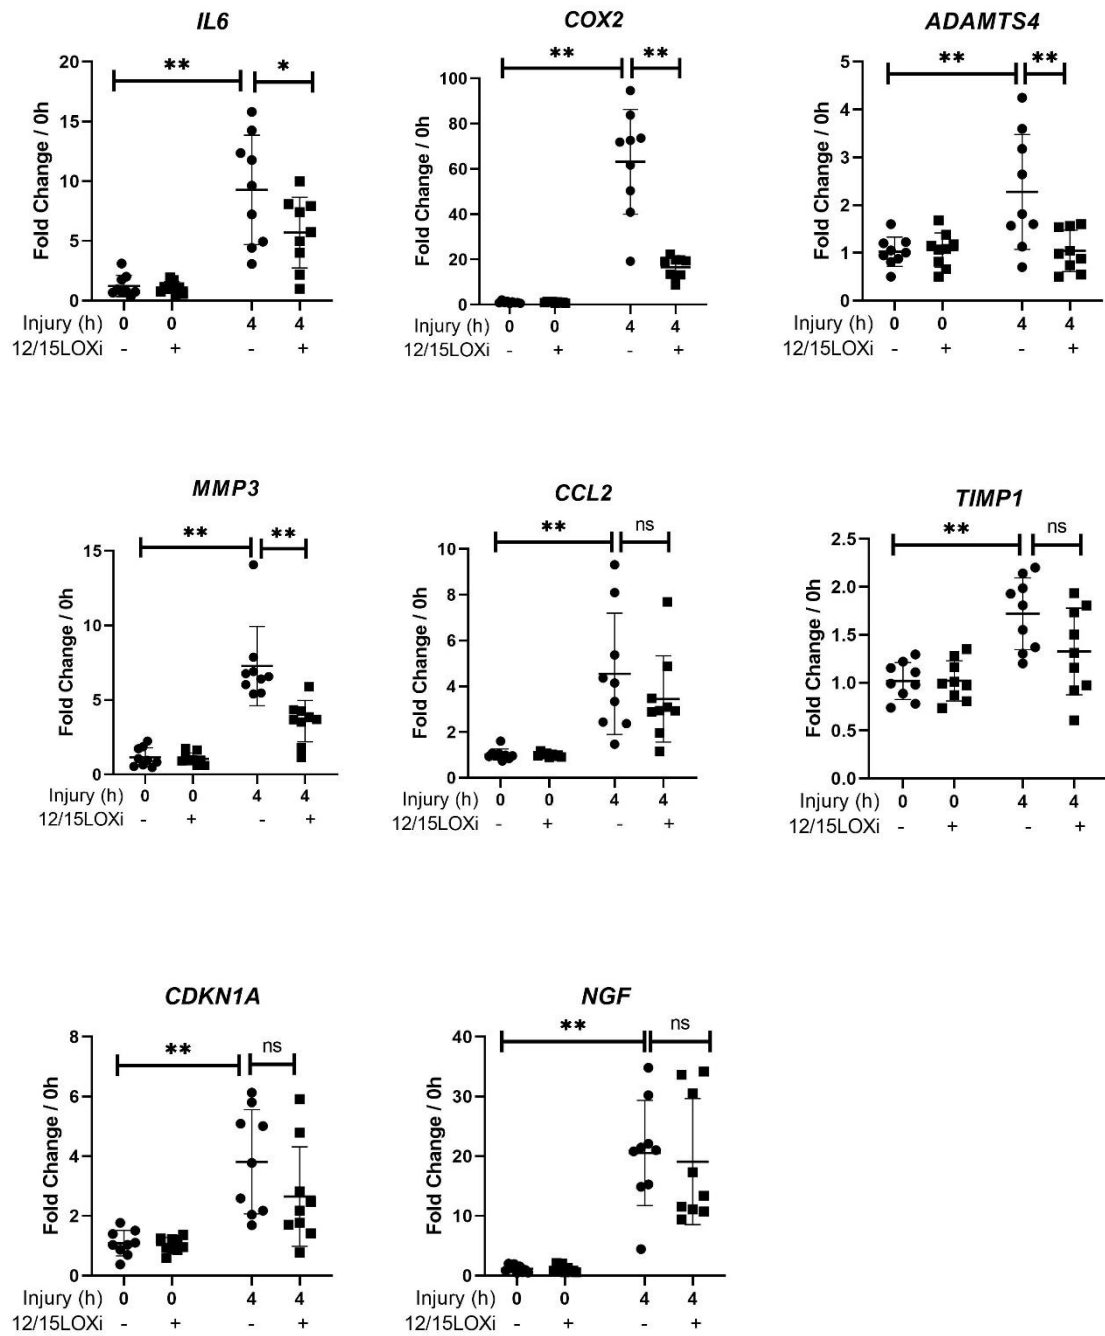 IL6
** *
Fold Change / 0h
20
15
10
5
0
Injury (h) 0 0 4 4
12/15LOXi - + - +
COX2
** **
Fold Change / 0h
100
80
60
40
20
0
0 0 4 4
- + - +
ADAMTS4
** **
Fold Change / 0h
5
4
3
2
1
0
Injury (h) 0 0 4 4
12/15LOXi - + - +
MMP3
** **
Fold Change / 0h
15
10
5
0
Injury (h) 0 0 4 4
12/15LOXi - + - +
CCL2
** ns
Fold Change / 0h
10
8
6
4
2
0
Injury (h) 0 0 4 4
12/15LOXi - + - +
TIMP1
** ns
Fold Change / 0h
2.5
2.0
1.5
1.0
0.5
0.0
Injury (h) 0 0 4 4
12/15LOXi - + - +
CDKN1A
** ns
Fold Change / 0h
8
6
4
2
0
Injury (h) 0 0 4 4
12/15LOXi - + - +
NGF
** ns
Fold Change / 0h
40
30
20
10
0
Injury (h) 0 0 4 4
12/15LOXi - + - +